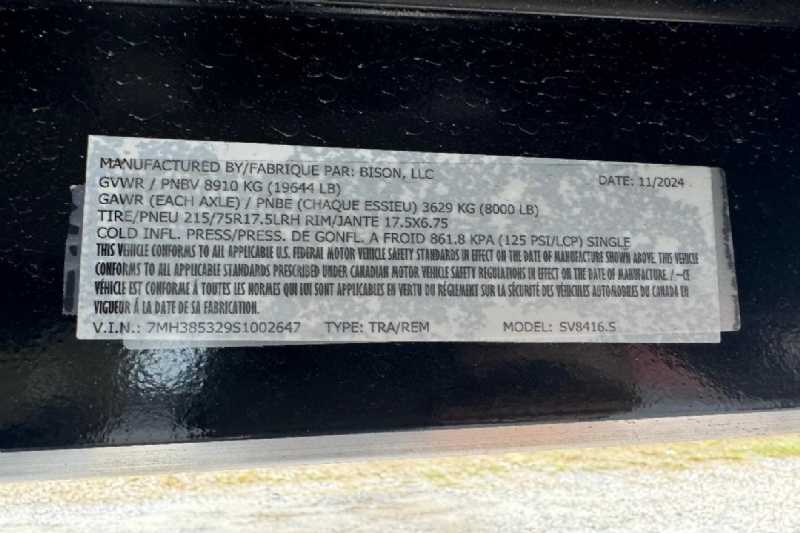 MANUFACTURED BY/FABRIQUE PAR: BISON, LLC DATE: 11/2024
GVWR / PNBV 8910 KG (19644 LB)
GAWR (EACH AXLE) / PNBE (CHAQUE ESSIEU) 3629 KG (8000 LB)
TIRE/PNEU 215/75R17.5LRH RIM/JANTE 17.5X6.75
COLD INFL. PRESS/PRESS. DE GONFL. A FROID 861.8 KPA (125 PSI/LCP) SINGLE
THIS VEHICLE CONFORMS TO ALL APPLICABLE U.S. FEDERAL MOTOR VEHICLE SAFETY STANDARDS IN EFFECT ON THE DATE OF MANUFACTURE SHOWN ABOVE. THIS VEHICLE
CONFORMS TO ALL APPLICABLE STANDARDS PRESCRIBED UNDER CANADIAN MOTOR VEHICLE SAFETY REGULATIONS IN EFFECT ON THE DATE OF MANUFACTURE. / -CE
VÉHICLE EST CONFORME À TOUTES LES NORMES QUI LUI SONT APPLICABLES EN VERTU DU RÉGLEMENT SUR LA SÉCURITÉ DES VÉHICULES AUTOMOBILES DU CANADA EN
VIGUEUR Á LA DATE DE SA FABRICATION.
V.I.N.: 7MH385329S1002647 TYPE: TRA/REM MODEL: SV8416.S